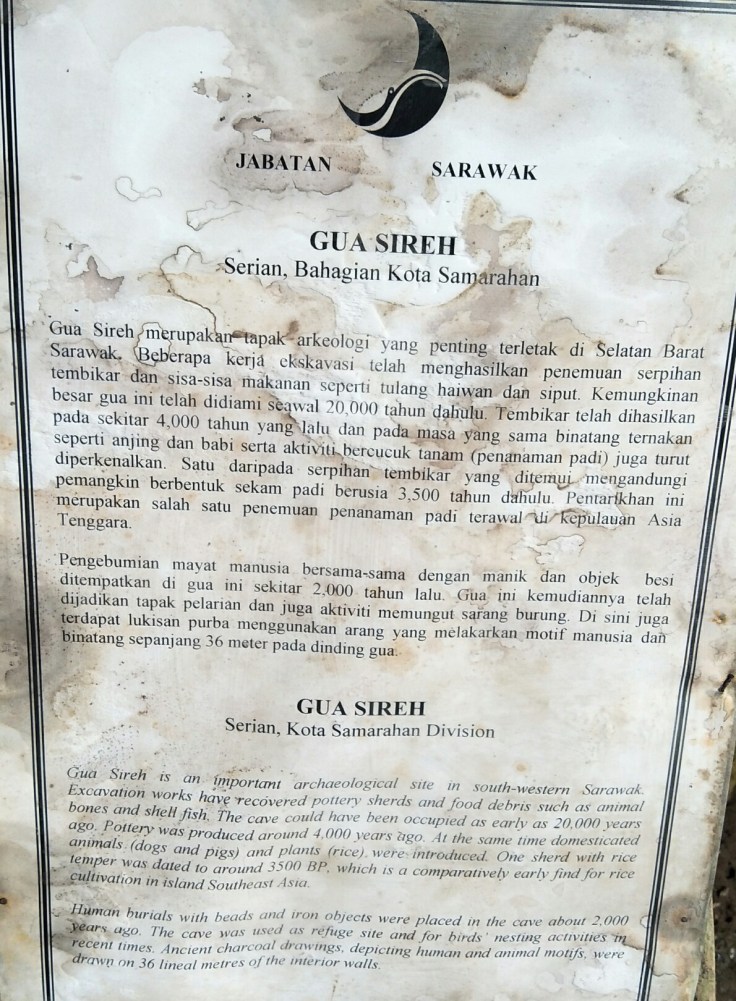 JABATAN SARAWAK
GUA SIREH
Serian, Bahagian Kota Samarahan
Gua Sireh merupakan tapak arkeologi yang penting terletak di Selatan Barat
Sarawak. Beberapa kerja ekskavasi telah menghasilkan penemuan serpihan
tembikar dan sisa-sisa makanan seperti tulang haiwan dan siput. Kemungkinan
besar gua ini telah didiami seawal 20,000 tahun dahulu. Tembikar telah dihasilkan
pada sekitar 4,000 tahun yang lalu dan pada masa yang sama binatang ternakan
seperti anjing dan babi serta aktiviti bercucuk tanam (penanaman padi) juga turut
diperkenalkan. Satu daripada serpihan tembikar yang ditemui mengandungi
pemangkin berbentuk sekam padi berusia 3,500 tahun dahulu. Pentarikhan ini
merupakan salah satu penemuan penanaman padi terawal di kepulauan Asia
Tenggara.
Pengebumian mayat manusia bersama-sama dengan manik dan objek besi
ditempatkan di gua ini sekitar 2,000 tahun lalu. Gua ini kemudiannya telah
dijadikan tapak pelarian dan juga aktiviti memungut sarang burung. Di sini juga
terdapat lukisan purba menggunakan arang yang melakarkan motif manusia dan
binatang sepanjang 36 meter pada dinding gua.
GUA SIREH
Serian, Kota Samarahan Division
Gua Sireh is an important archaeological site in south-western Sarawak.
Excavation works have recovered pottery sherds and food debris such as animal
bones and shell fish. The cave could have been occupied as early as 20,000 years
ago. Pottery was produced around 4,000 years ago. At the same time domesticated
animals (dogs and pigs) and plants (rice) were introduced. One sherd with rice
temper was dated to around 3500 BP, which is a comparatively early find for rice
cultivation in island Southeast Asia.
Human burials with beads and iron objects were placed in the cave about 2,000
years ago. The cave was used as refuge site and for birds' nesting activities in
recent times. Ancient charcoal drawings, depicting human and animal motifs, were
drawn on 36 lineal metres of the interior walls.